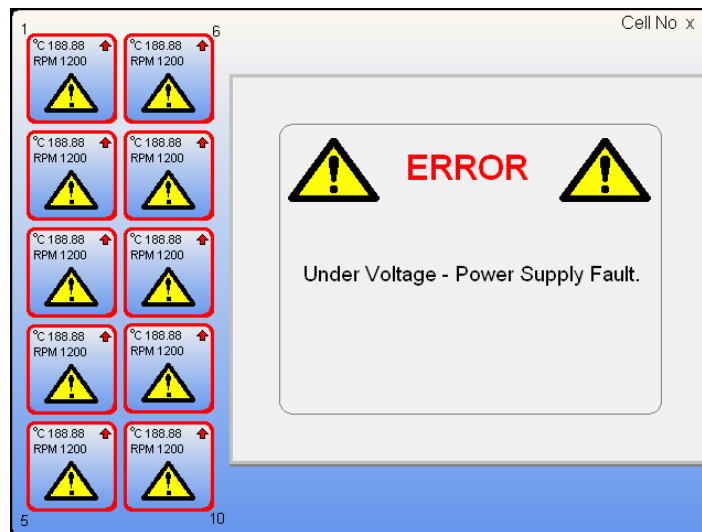 Cell No x
1
6
°C 188.88
RPM 1200
°C 188.88
RPM 1200
°C 188.88
RPM 1200
°C 188.88
RPM 1200
°C 188.88
RPM 1200
°C 188.88
RPM 1200
°C 188.88
RPM 1200
°C 188.88
RPM 1200
°C 188.88
RPM 1200
°C 188.88
RPM 1200
5
10
ERROR
Under Voltage - Power Supply Fault.